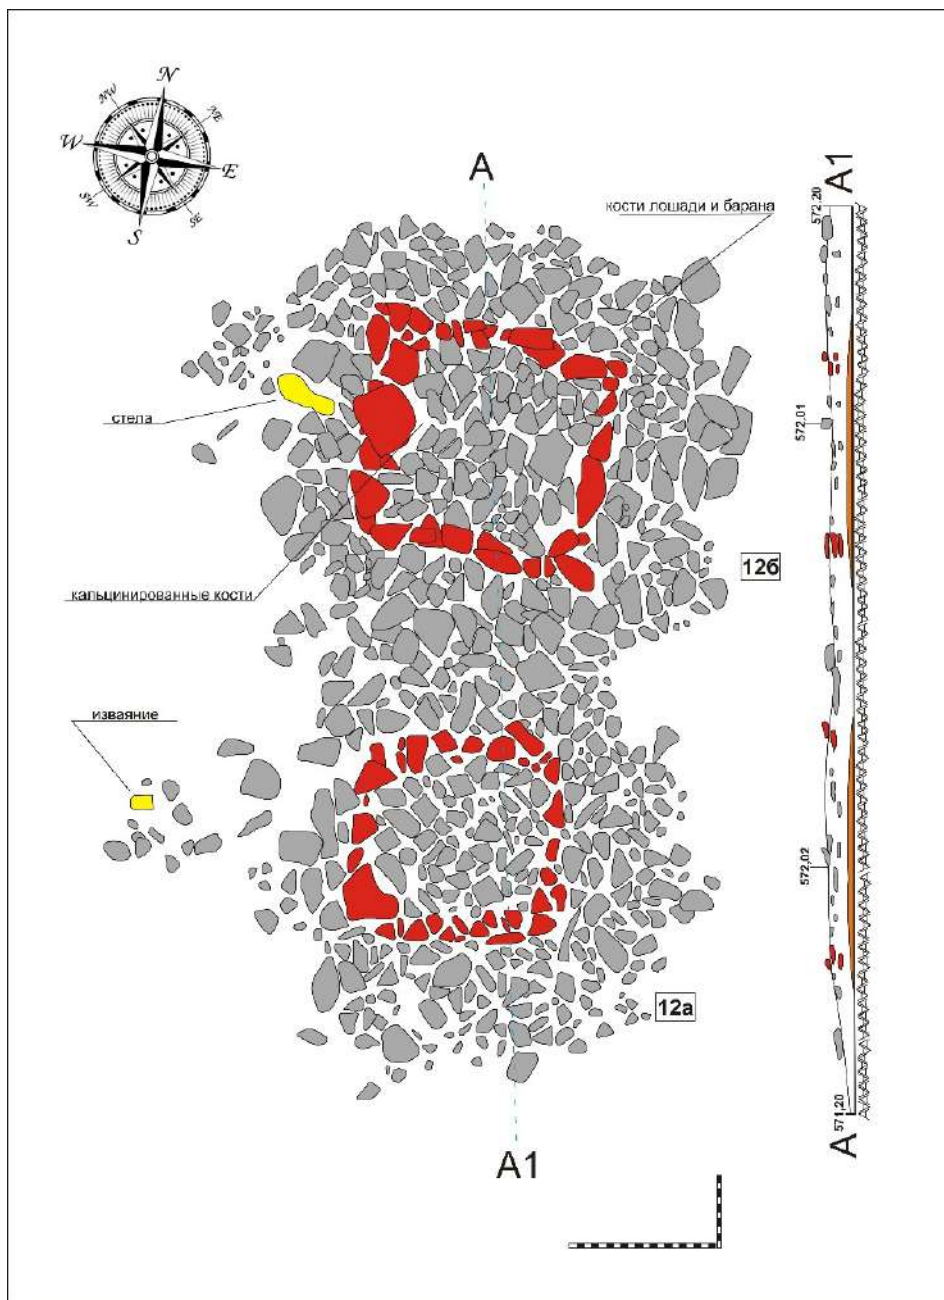 N
NW
NE
W
E
SW
SE
S
A
A1
кости лошади и барана
572,20
стела
572,01
12б
кальцинированные кости
изваяние
572,02
12а
571,20
A
A1